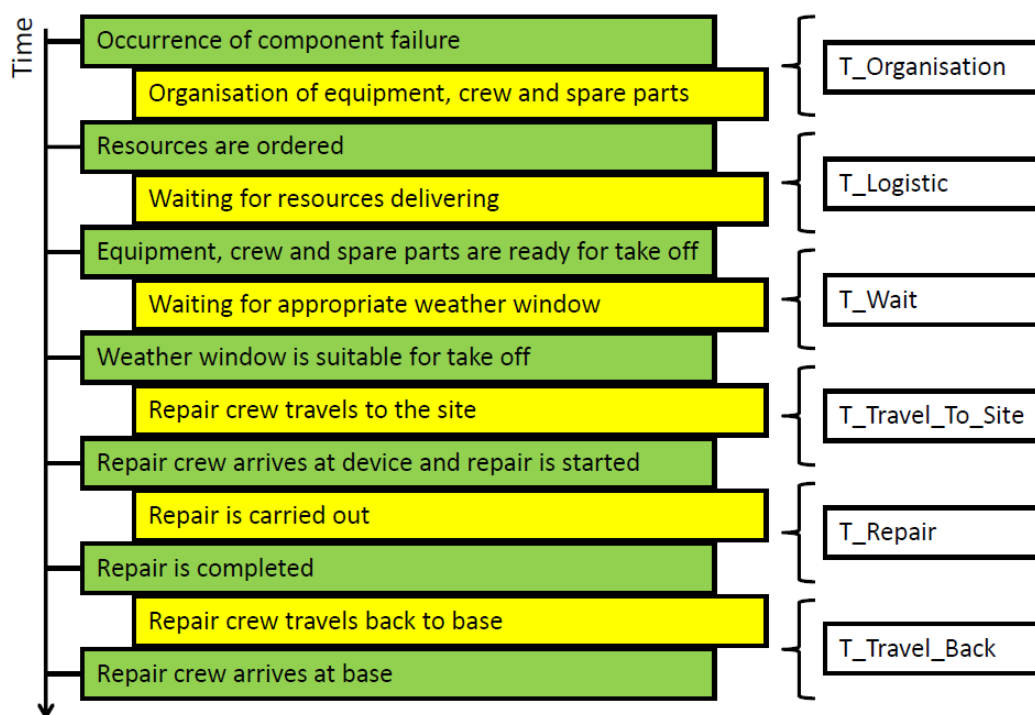 Time
Occurrence of component failure
Organisation of equipment, crew and spare parts
T_Organisation
Resources are ordered
Waiting for resources delivering
T_Logistic
Equipment, crew and spare parts are ready for take off
Waiting for appropriate weather window
T_Wait
Weather window is suitable for take off
Repair crew travels to the site
T_Travel_To_Site
Repair crew arrives at device and repair is started
Repair is carried out
T_Repair
Repair is completed
Repair crew travels back to base
T_Travel_Back
Repair crew arrives at base